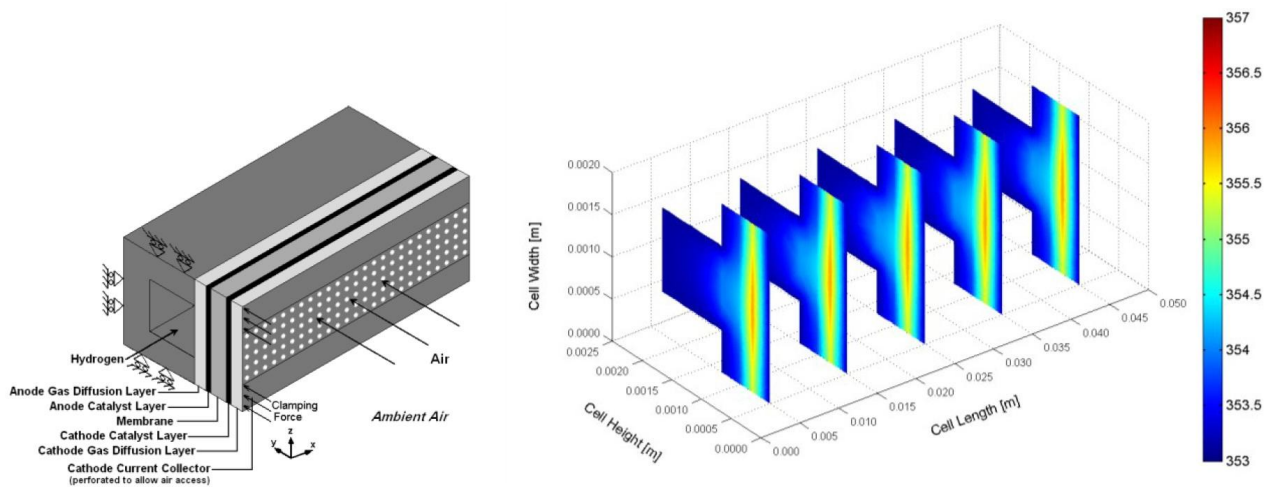 Hydrogen
Anode Gas Diffusion Layer
Anode Catalyst Layer
Membrane
Cathode Catalyst Layer
Cathode Gas Diffusion Layer
Cathode Current Collector
(perforated to allow air access)
Air
Clamping
Force
Ambient Air
z
y
x
Cell Width [m]
0.0020
0.0015
0.0010
0.0005
0.0000
0.0025
0.0020
0.0015
0.0010
0.0005
0.0000
Cell Height [m]
0.000
0.005
0.010
0.015
0.020
0.025
0.030
0.035
0.040
0.045
0.050
Cell Length [m]
357
356.5
356
355.5
355
354.5
354
353.5
353